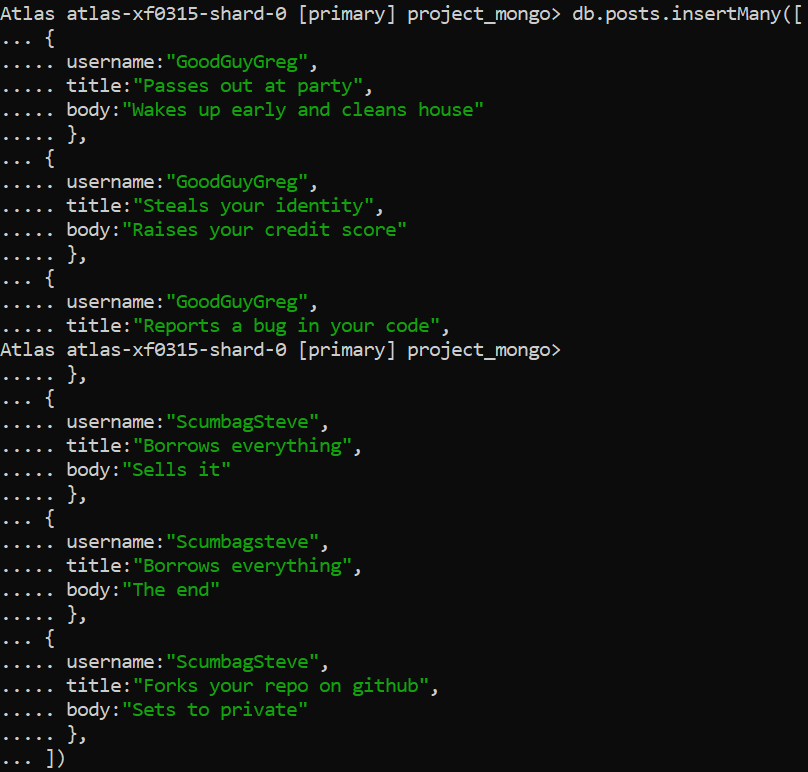 Atlas atlas-xf0315-shard-0 [primary] project_mongo> db.posts.insertMany([
... {
..... username:"GoodGuyGreg",
..... title:"Passes out at party",
..... body:"Wakes up early and cleans house"
..... },
... {
..... username:"GoodGuyGreg",
..... title:"Steals your identity",
..... body:"Raises your credit score"
..... },
... {
..... username:"GoodGuyGreg",
..... title:"Reports a bug in your code",
Atlas atlas-xf0315-shard-0 [primary] project_mongo>
..... },
... {
..... username:"ScumbagSteve",
..... title:"Borrows everything",
..... body:"Sells it"
..... },
... {
..... username:"Scumbagsteve",
..... title:"Borrows everything",
..... body:"The end"
..... },
... {
..... username:"ScumbagSteve",
..... title:"Forks your repo on github",
..... body:"Sets to private"
..... },
... ])